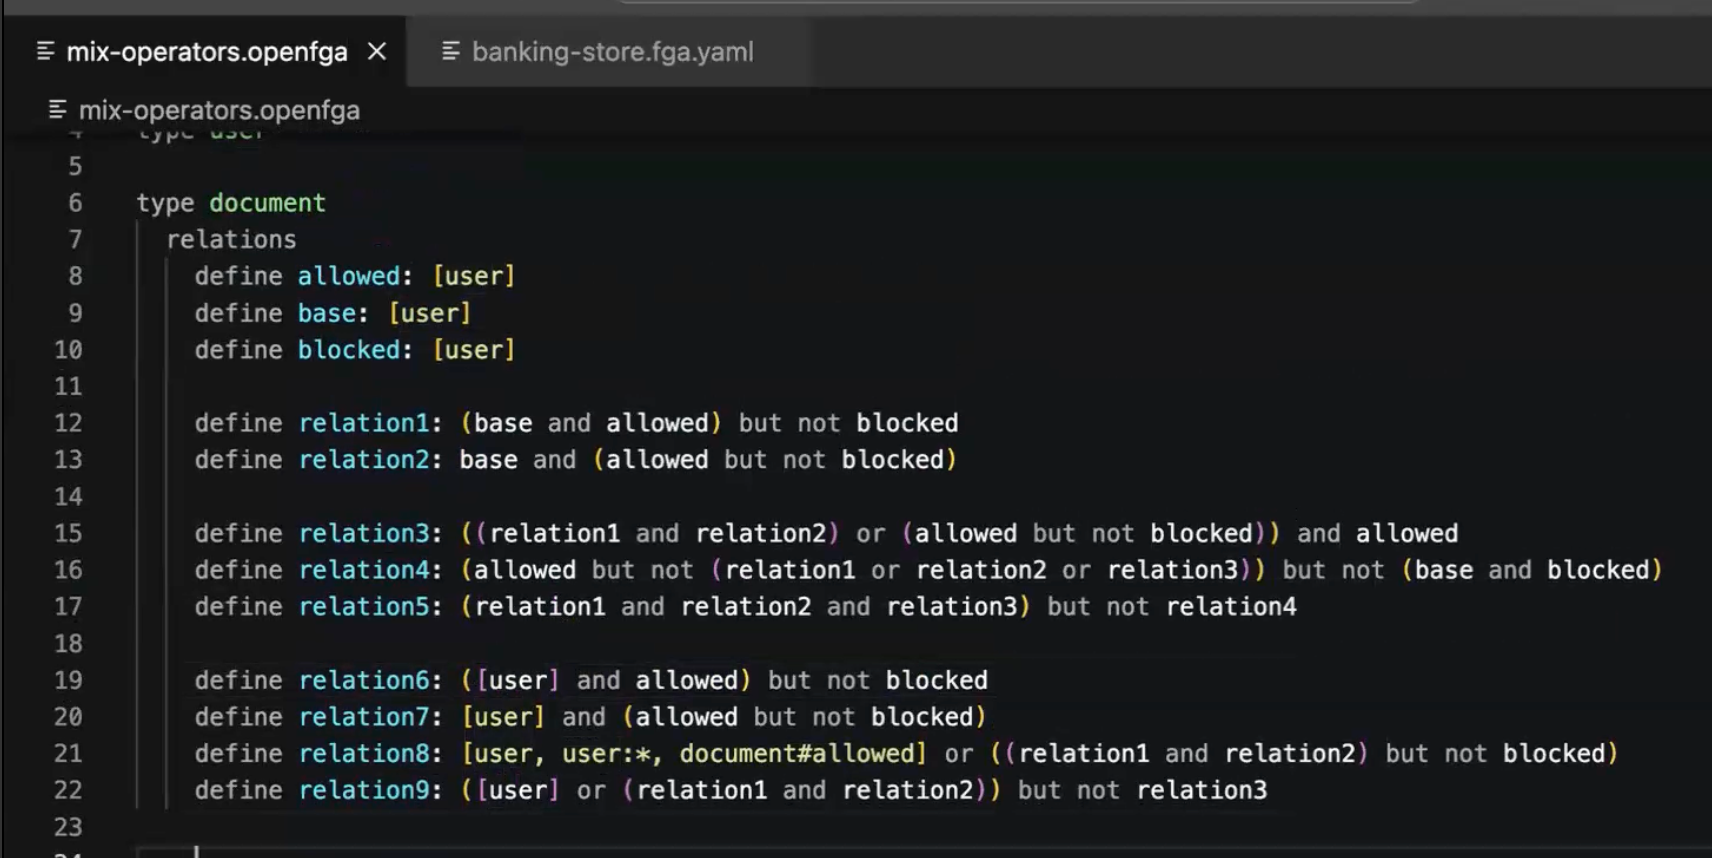 mix-operators.openfga
banking-store.fga.yaml
mix-operators.openfga
4 type user
5
6 type document
7 relations
8 define allowed: [user]
9 define base: [user]
10 define blocked: [user]
11
12 define relation1: (base and allowed) but not blocked
13 define relation2: base and (allowed but not blocked)
14
15 define relation3: ((relation1 and relation2) or (allowed but not blocked)) and allowed
16 define relation4: (allowed but not (relation1 or relation2 or relation3)) but not (base and blocked)
17 define relation5: (relation1 and relation2 and relation3) but not relation4
18
19 define relation6: ([user] and allowed) but not blocked
20 define relation7: [user] and (allowed but not blocked)
21 define relation8: [user, user:*, document#allowed] or ((relation1 and relation2) but not blocked)
22 define relation9: ([user] or (relation1 and relation2)) but not relation3
23
24